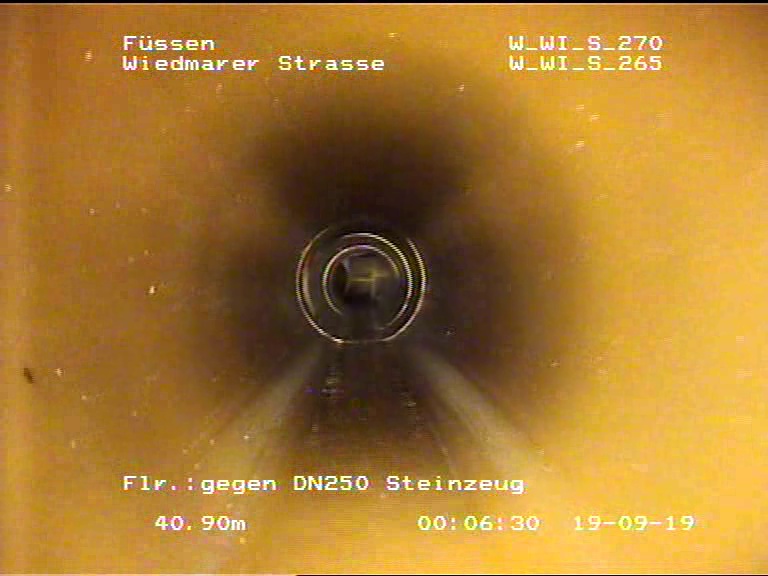 Füssen W_WI_S_270
Wiedmarer Strasse W_WI_S_265
Flr.:gegen DN250 Steinzeug
40.90m 00:06:30 19-09-19